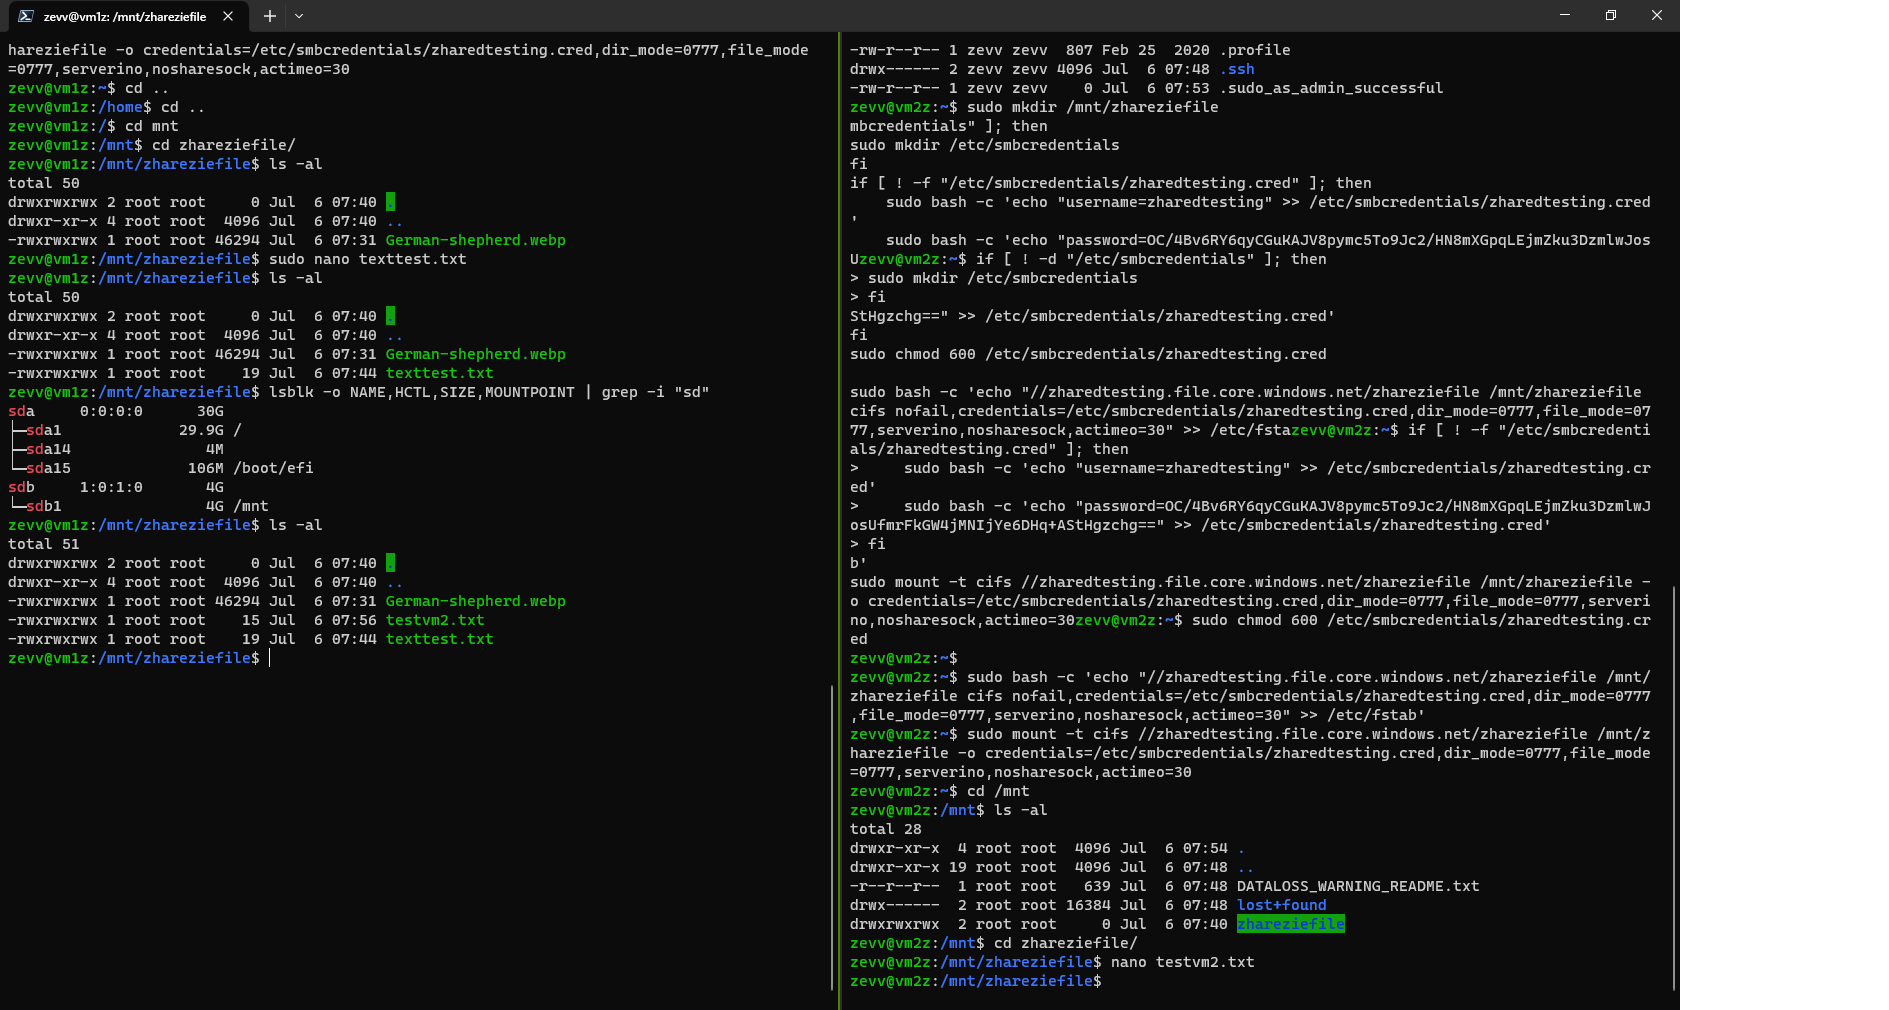 zevv@vm1z: /mnt/zhareziefile
hareziefile -o credentials=/etc/smbcredentials/zharedtesting.cred,dir_mode=0777,file_mode
=0777,serverino,nosharesock,actimeo=30
zevv@vm1z:~$ cd ..
zevv@vm1z:/home$ cd ..
zevv@vm1z:/$ cd mnt
zevv@vm1z:/mnt$ cd zhareziefile/
zevv@vm1z:/mnt/zhareziefile$ ls -al
total 50
drwxrwxrwx 2 root root     0 Jul  6 07:40 .
drwxr-xr-x 4 root root  4096 Jul  6 07:40 ..
-rwxrwxrwx 1 root root 46294 Jul  6 07:31 German-shepherd.webp
zevv@vm1z:/mnt/zhareziefile$ sudo nano texttest.txt
zevv@vm1z:/mnt/zhareziefile$ ls -al
total 50
drwxrwxrwx 2 root root     0 Jul  6 07:40 .
drwxr-xr-x 4 root root  4096 Jul  6 07:40 ..
-rwxrwxrwx 1 root root 46294 Jul  6 07:31 German-shepherd.webp
-rwxrwxrwx 1 root root    19 Jul  6 07:44 texttest.txt
zevv@vm1z:/mnt/zhareziefile$ lsblk -o NAME,HCTL,SIZE,MOUNTPOINT | grep -i "sd"
sda     0:0:0:0      30G
├─sda1             29.9G /
├─sda14               4M
└─sda15             106M /boot/efi
sdb     1:0:1:0       4G
└─sdb1                4G /mnt
zevv@vm1z:/mnt/zhareziefile$ ls -al
total 51
drwxrwxrwx 2 root root     0 Jul  6 07:40 .
drwxr-xr-x 4 root root  4096 Jul  6 07:40 ..
-rwxrwxrwx 1 root root 46294 Jul  6 07:31 German-shepherd.webp
-rwxrwxrwx 1 root root    15 Jul  6 07:56 testvm2.txt
-rwxrwxrwx 1 root root    19 Jul  6 07:44 texttest.txt
zevv@vm1z:/mnt/zhareziefile$
-rw-r--r-- 1 zevv zevv  807 Feb 25  2020 .profile
drwx------ 2 zevv zevv 4096 Jul  6 07:48 .ssh
-rw-r--r-- 1 zevv zevv    0 Jul  6 07:53 .sudo_as_admin_successful
zevv@vm2z:~$ sudo mkdir /mnt/zhareziefile
mbcredentials" ]; then
sudo mkdir /etc/smbcredentials
fi
if [ ! -f "/etc/smbcredentials/zharedtesting.cred" ]; then
    sudo bash -c 'echo "username=zharedtesting" >> /etc/smbcredentials/zharedtesting.cred
'
    sudo bash -c 'echo "password=OC/4Bv6RY6qyCGuKAJV8pymc5To9Jc2/HN8mXGpqLEjmZku3DzmlwJos
Uzevv@vm2z:~$ if [ ! -d "/etc/smbcredentials" ]; then
> sudo mkdir /etc/smbcredentials
> fi
StHgzchg==" >> /etc/smbcredentials/zharedtesting.cred'
fi
sudo chmod 600 /etc/smbcredentials/zharedtesting.cred
sudo bash -c 'echo "//zharedtesting.file.core.windows.net/zhareziefile /mnt/zhareziefile
cifs nofail,credentials=/etc/smbcredentials/zharedtesting.cred,dir_mode=0777,file_mode=07
77,serverino,nosharesock,actimeo=30" >> /etc/fstazevv@vm2z:~$ if [ ! -f "/etc/smbcredenti
als/zharedtesting.cred" ]; then
>     sudo bash -c 'echo "username=zharedtesting" >> /etc/smbcredentials/zharedtesting.cr
ed'
>     sudo bash -c 'echo "password=OC/4Bv6RY6qyCGuKAJV8pymc5To9Jc2/HN8mXGpqLEjmZku3DzmlwJ
osUfmrFkGW4jMNIjYe6DHq+AStHgzchg==" >> /etc/smbcredentials/zharedtesting.cred'
> fi
b'
sudo mount -t cifs //zharedtesting.file.core.windows.net/zhareziefile /mnt/zhareziefile -
o credentials=/etc/smbcredentials/zharedtesting.cred,dir_mode=0777,file_mode=0777,serveri
no,nosharesock,actimeo=30zevv@vm2z:~$ sudo chmod 600 /etc/smbcredentials/zharedtesting.cr
ed
zevv@vm2z:~$
zevv@vm2z:~$ sudo bash -c 'echo "//zharedtesting.file.core.windows.net/zhareziefile /mnt/
zhareziefile cifs nofail,credentials=/etc/smbcredentials/zharedtesting.cred,dir_mode=0777
,file_mode=0777,serverino,nosharesock,actimeo=30" >> /etc/fstab'
zevv@vm2z:~$ sudo mount -t cifs //zharedtesting.file.core.windows.net/zhareziefile /mnt/z
hareziefile -o credentials=/etc/smbcredentials/zharedtesting.cred,dir_mode=0777,file_mode
=0777,serverino,nosharesock,actimeo=30
zevv@vm2z:~$ cd /mnt
zevv@vm2z:/mnt$ ls -al
total 28
drwxr-xr-x  4 root root  4096 Jul  6 07:54 .
drwxr-xr-x 19 root root  4096 Jul  6 07:48 ..
-r--r--r--  1 root root   639 Jul  6 07:48 DATALOSS_WARNING_README.txt
drwx------  2 root root 16384 Jul  6 07:48 lost+found
drwxrwxrwx  2 root root     0 Jul  6 07:40 zhareziefile
zevv@vm2z:/mnt$ cd zhareziefile/
zevv@vm2z:/mnt/zhareziefile$ nano testvm2.txt
zevv@vm2z:/mnt/zhareziefile$